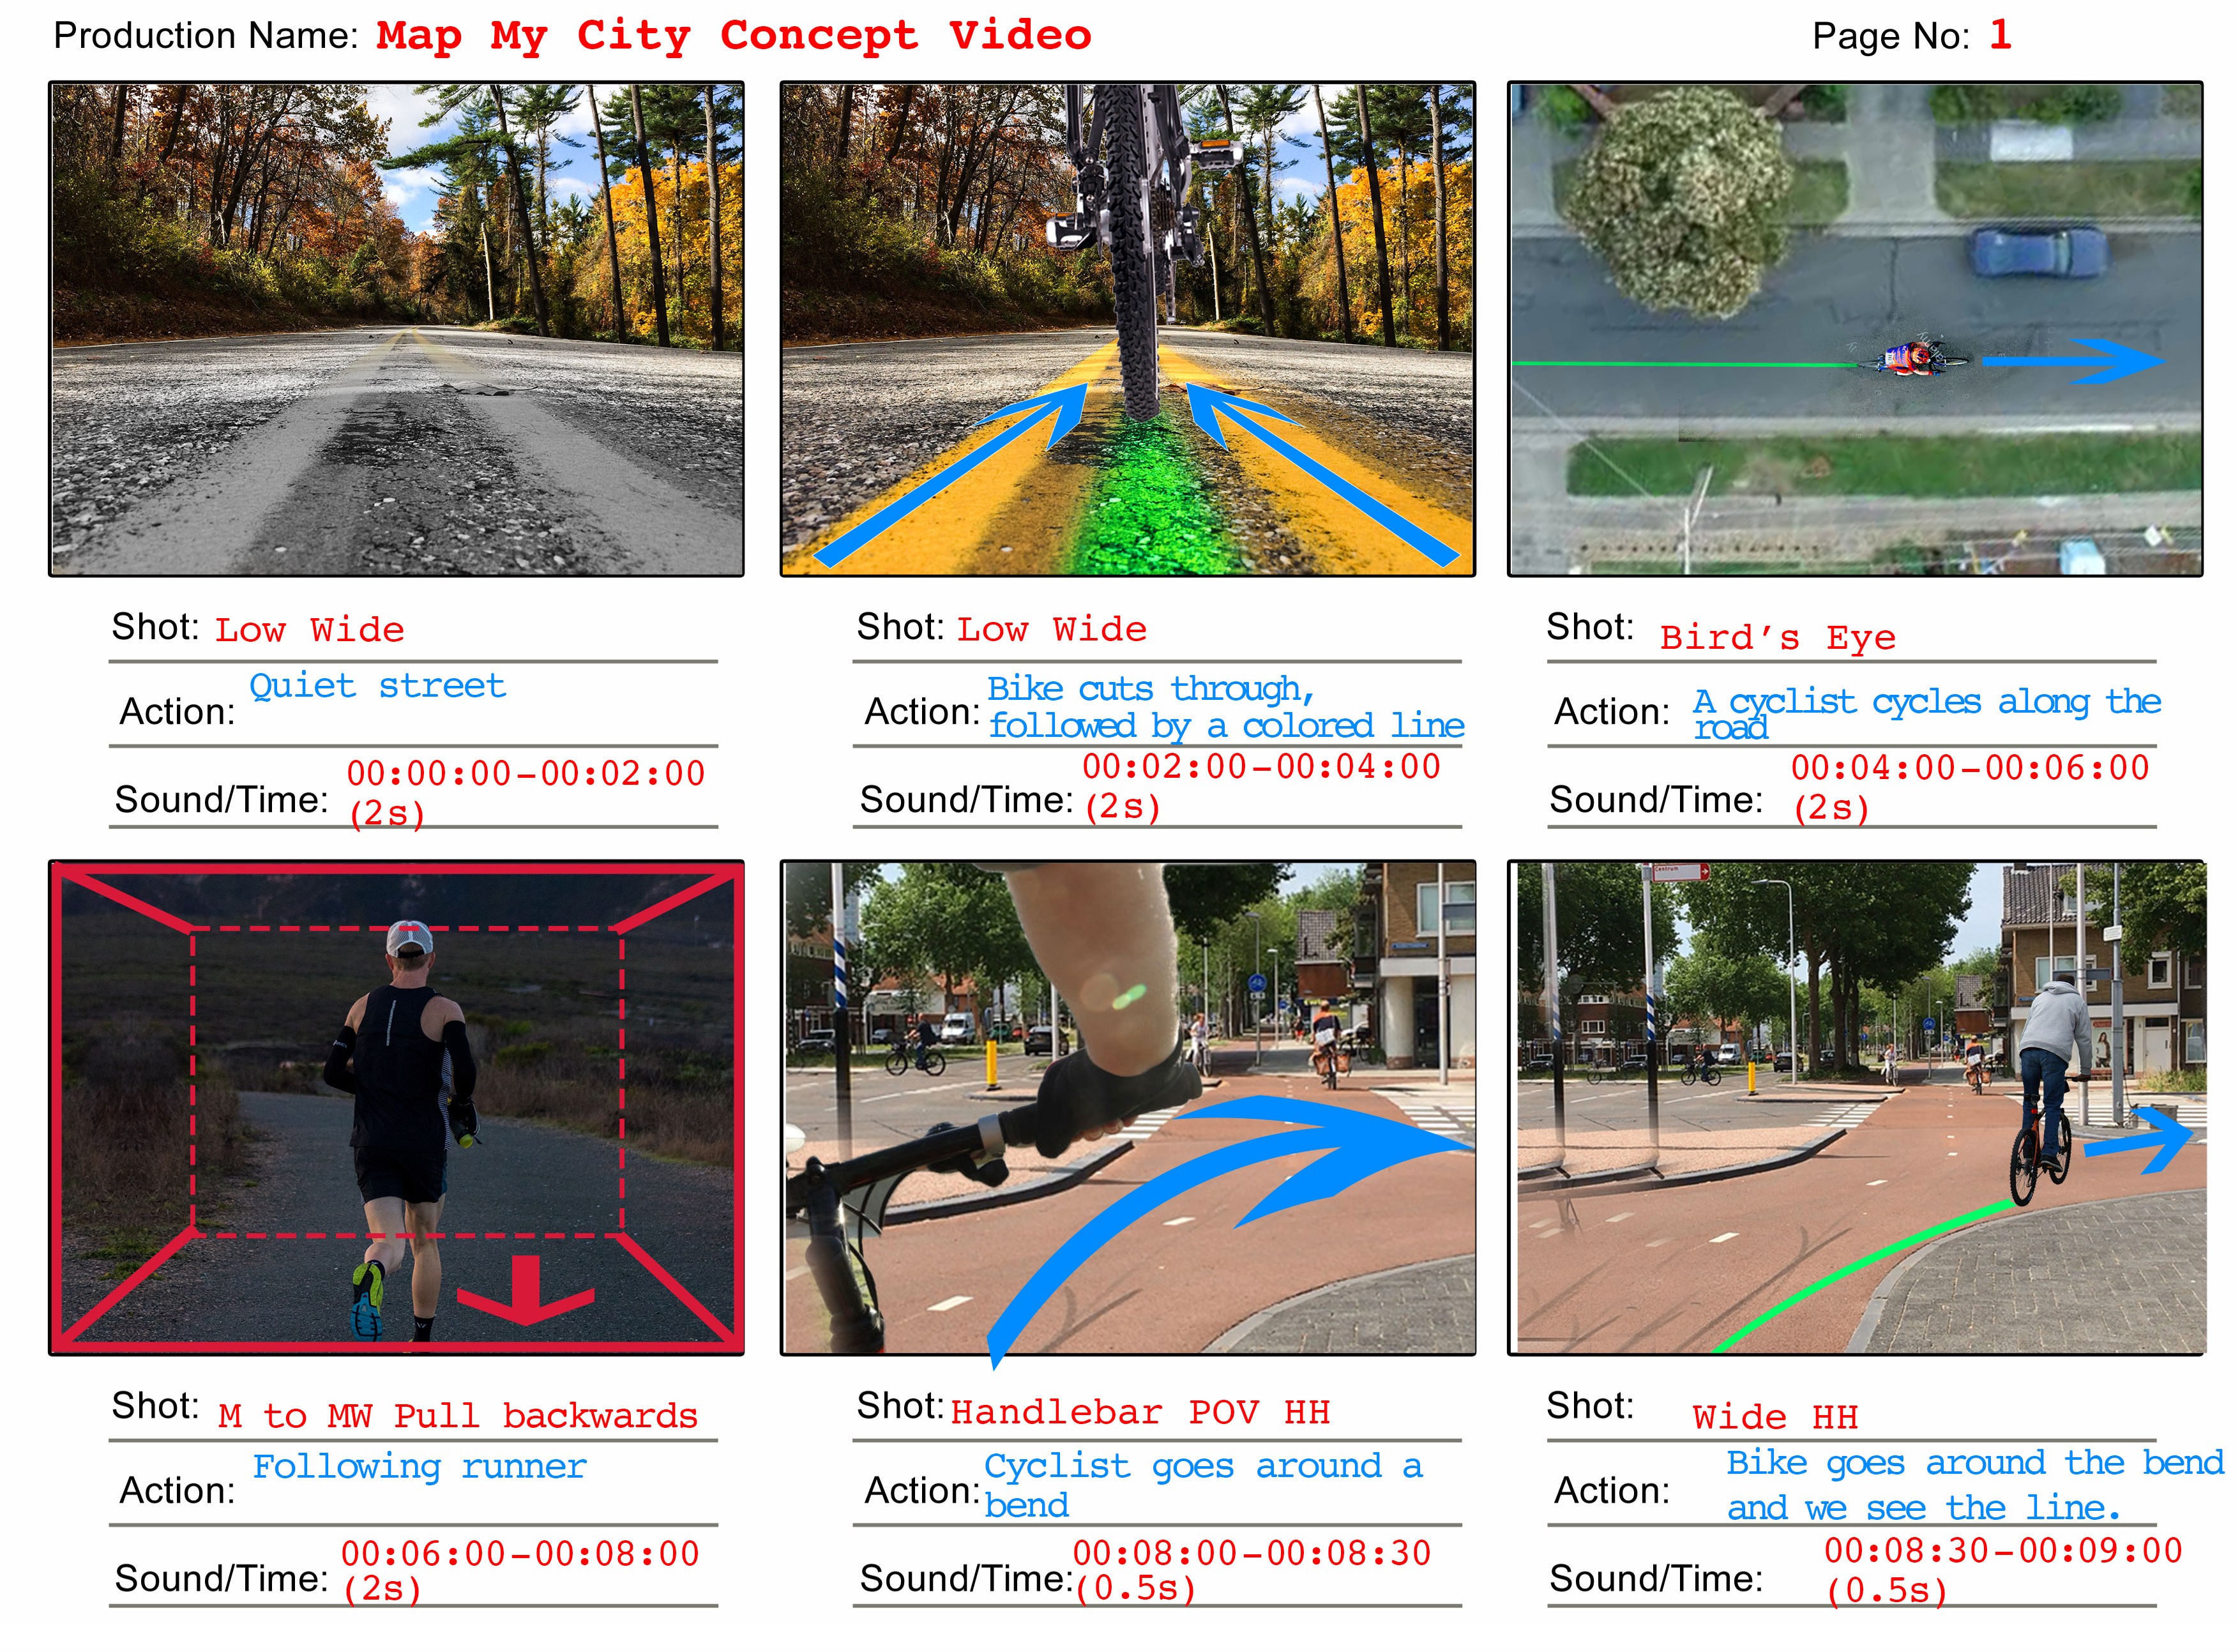 Production Name: Map My City Concept Video
Page No: 1
Centrum
Shot: Low Wide
Action: Quiet street
Sound/Time: 00:00:00-00:02:00
(2s)
Shot: Low Wide
Action: Bike cuts through,
followed by a colored line
Sound/Time: 00:02:00-00:04:00
(2s)
Shot: Bird's Eye
Action: A cyclist cycles along the
road
Sound/Time: 00:04:00-00:06:00
(2s)
Shot: M to MW Pull backwards
Action: Following runner
Sound/Time: 00:06:00-00:08:00
(2s)
Shot: Handlebar POV HH
Action: Cyclist goes around a
bend
Sound/Time: 00:08:00-00:08:30
(0.5s)
Shot: Wide HH
Action: Bike goes around the bend
and we see the line.
Sound/Time: 00:08:30-00:09:00
(0.5s)